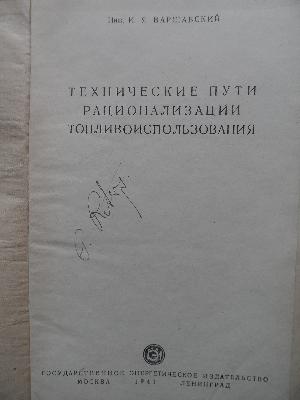 Инж. И. Я. ВАРШАВСКИЙ
ТЕХНИЧЕСКИЕ ПУТИ
РАЦИОНАЛИЗАЦИИ
ТОПЛИВОИСПОЛЬЗОВАНИЯ
ГОСУДАРСТВЕННОЕ ЭНЕРГЕТИЧЕСКОЕ ИЗДАТЕЛЬСТВО
МОСКВА 1941 ЛЕНИНГРАД